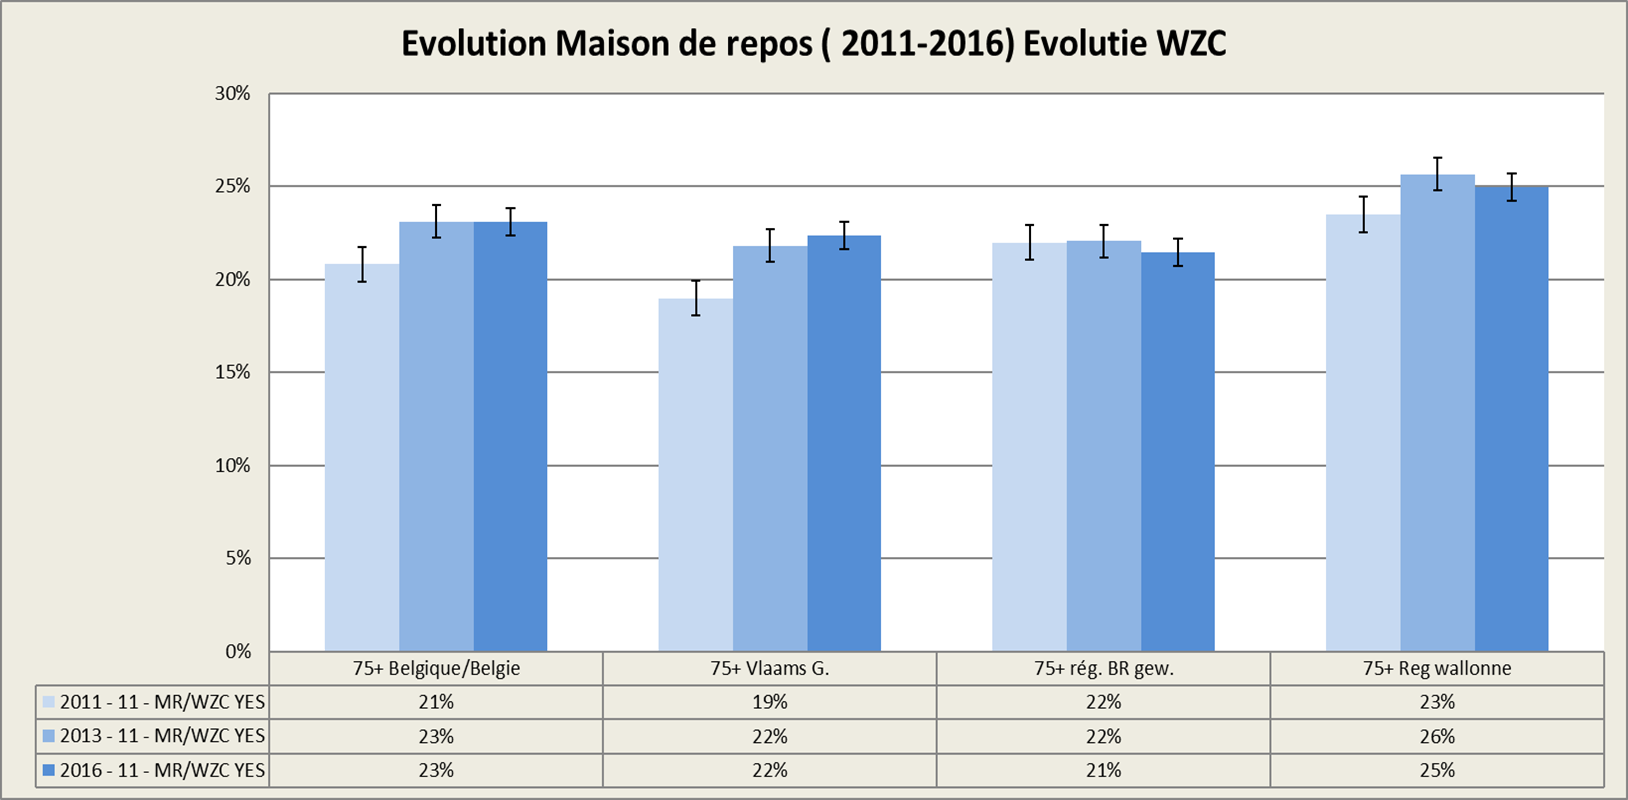 Evolution Maison de repos ( 2011-2016) Evolutie WZC
30%
25%
20%
15%
10%
5%
0%
75+ Belgique/Belgie 75+ Vlaams G. 75+ rég. BR gew. 75+ Reg wallonne
2011 - 11 - MR/WZC YES 21% 19% 22% 23%
2013 - 11 - MR/WZC YES 23% 22% 22% 26%
2016 - 11 - MR/WZC YES 23% 22% 21% 25%